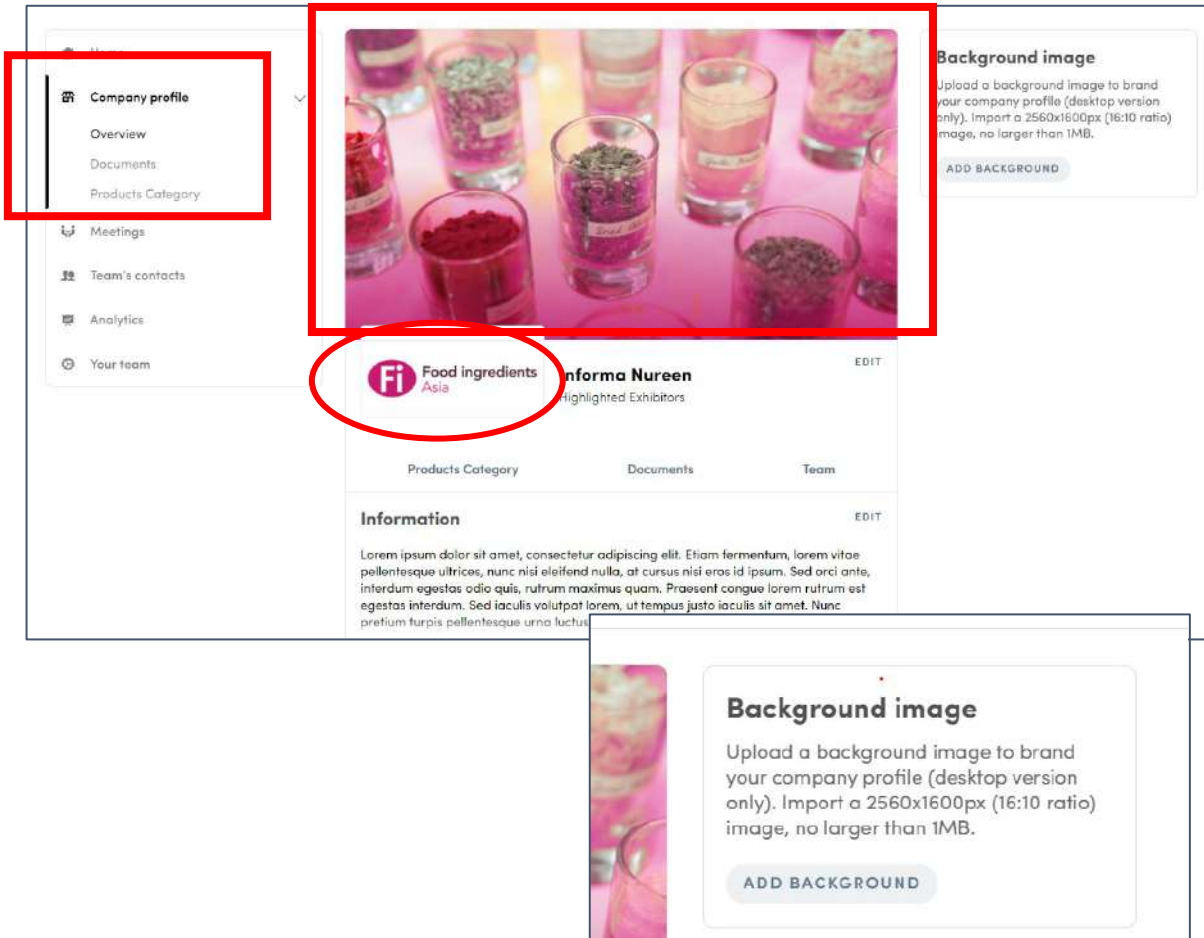 Home
Company profile
Overview
Documents
Products Category
Meetings
Team's contacts
Analytics
Your team
Fi Food ingredients
Asia
Informa Nureen
Highlighted Exhibitors
EDIT
Products Category
Documents
Team
Information
EDIT
Lorem ipsum dolor sit amet, consectetur adipiscing elit. Etiam fermentum, lorem vitae
pellentesque ultrices, nunc nisi eleifend nulla, at cursus nisi eros id ipsum. Sed orci ante,
interdum egestas odio quis, rutrum maximus quam. Praesent congue lorem rutrum est
egestas interdum. Sed iaculis volutpat lorem, ut tempus justo iaculis sit amet. Nunc
pretium turpis pellentesque urna luctus
Background image
Upload a background image to brand
your company profile (desktop version
only). Import a 2560x1600px (16:10 ratio)
image, no larger than 1MB.
ADD BACKGROUND
Background image
Upload a background image to brand
your company profile (desktop version
only). Import a 2560x1600px (16:10 ratio)
image, no larger than 1MB.
ADD BACKGROUND